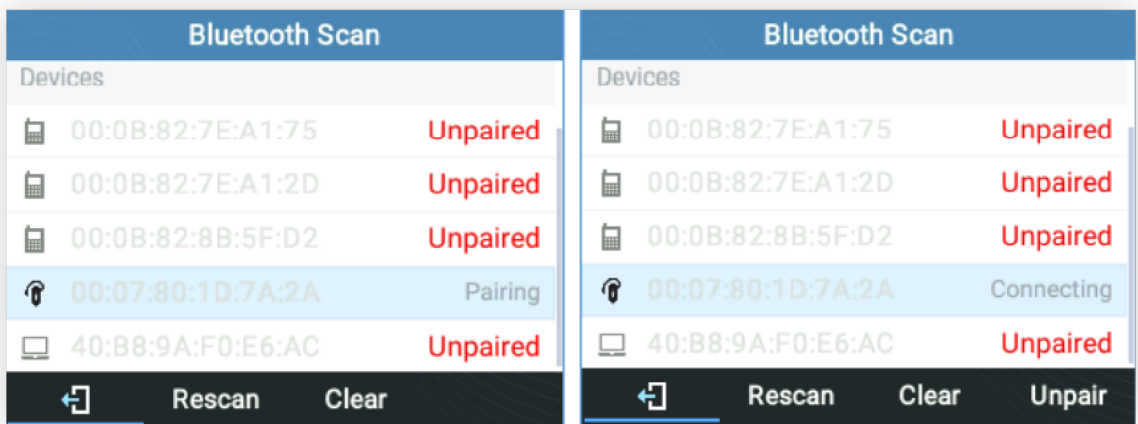 Bluetooth Scan
Devices
00:0B:82:7E:A1:75 Unpaired
00:0B:82:7E:A1:2D Unpaired
00:0B:82:8B:5F:D2 Unpaired
00:07:80:1D:7A:2A Pairing
40:B8:9A:F0:E6:AC Unpaired
Rescan Clear
Bluetooth Scan
Devices
00:0B:82:7E:A1:75 Unpaired
00:0B:82:7E:A1:2D Unpaired
00:0B:82:8B:5F:D2 Unpaired
00:07:80:1D:7A:2A Connecting
40:B8:9A:F0:E6:AC Unpaired
Rescan Clear Unpair